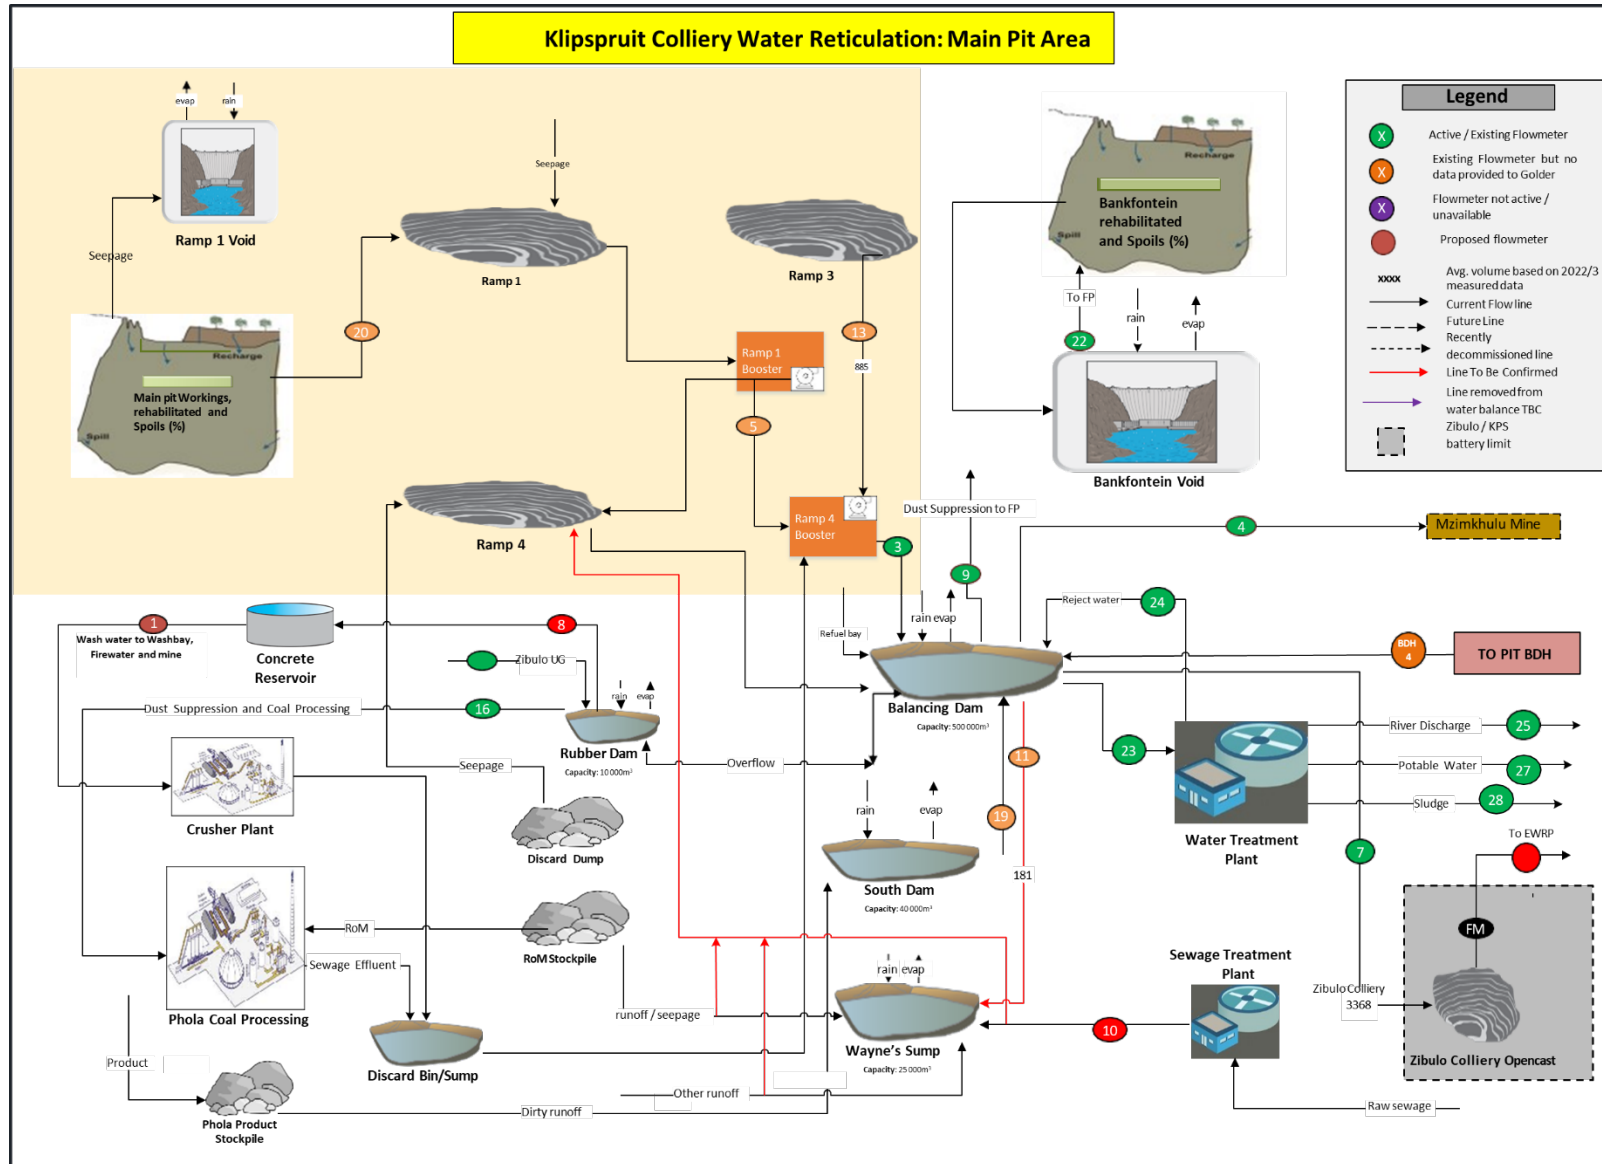 Klipspruit Colliery Water Reticulation: Main Pit Area
evap
rain
Ramp 1 Void
Seepage
Recharge
Main pit Workings,
rehabilitated and
Spoils (%)
Spill
20
Seepage
Ramp 1
Ramp 3
13
885
Ramp 1
Booster
5
Ramp 4
Ramp 4
Booster
3
Recharge
Bankfontein
rehabilitated
and Spoils (%)
Spill
To FP
22
rain
evap
Bankfontein Void
Legend
X
Active / Existing Flowmeter
X
Existing Flowmeter but no
data provided to Golder
X
Flowmeter not active /
unavailable
Proposed flowmeter
xxxx
Avg. volume based on 2022/3
measured data
Current Flow line
Future Line
Recently
decommissioned line
Line To Be Confirmed
Line removed from
water balance TBC
Zibulo / KPS
battery limit
Dust Suppression to FP
9
4
Mzimkhulu Mine
1
Wash water to Washbay,
Firewater and mine
Concrete
Reservoir
8
Zibulo UG
Dust Suppression and Coal Processing
16
rain
evap
Rubber Dam
Capacity: 10 000m³
Refuel bay
rain evap
Balancing Dam
Capacity: 500 000m³
Reject water
24
BDH
4
TO PIT BDH
Overflow
Seepage
Crusher Plant
Discard Dump
11
19
23
Water Treatment
Plant
River Discharge
25
Potable Water
27
Sludge
28
7
To EWRP
FM
rain
evap
South Dam
Capacity: 40 000m³
181
Phola Coal Processing
RoM
RoM Stockpile
Sewage Effluent
runoff / seepage
rain evap
Wayne's Sump
Capacity: 25 000m³
10
Sewage Treatment
Plant
Zibulo Colliery
3368
Zibulo Colliery Opencast
Discard Bin/Sump
Product
Phola Product
Stockpile
Dirty runoff
Other runoff
Raw sewage